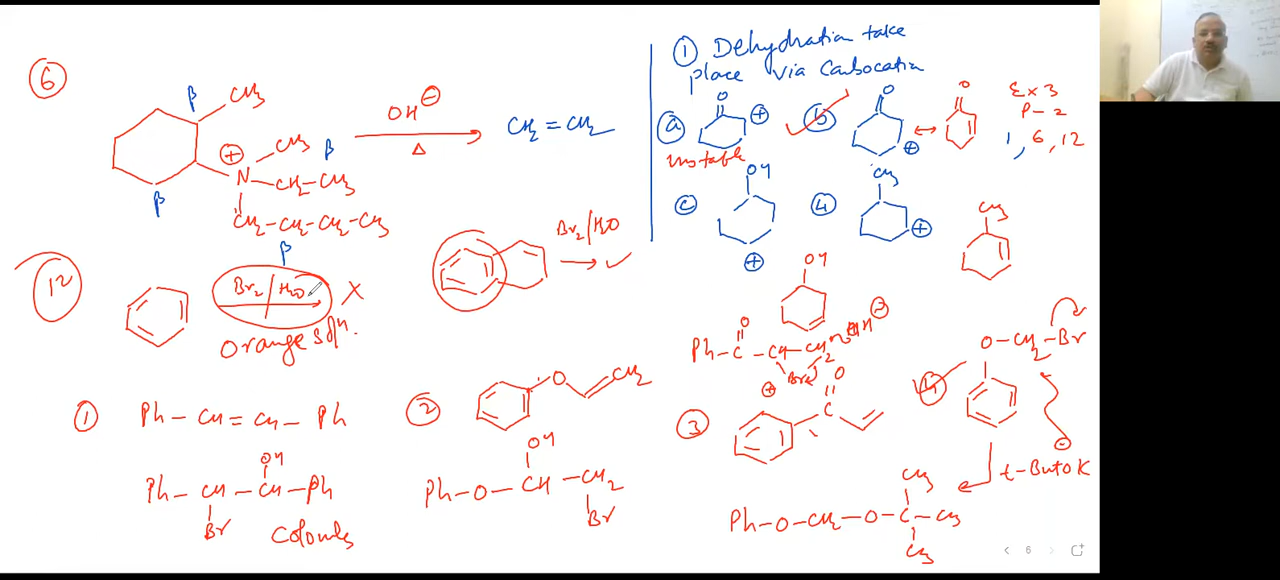 ⑥
β
CH3
⊕
N
CH3
β
CH2-CH3
CH2-CH2-CH2-CH3
β
β
OH⊖
Δ
CH2 = CH2
① Dehydration take
place via Carbocation
ⓐ
O
⊕
Unstable
ⓑ
O
⊕
↔
O
Ex 3
P-2
1, 6, 12
ⓒ
OH
⊕
④
CH3
⊕
CH3
OH
⑫
Br2/H2O
X
Orange soln.
Br2/H2O
① Ph - CH = CH - Ph
Ph - CH - CH - Ph
OH
Br
Colourless
②
O
CH2
OH
Ph - O - CH - CH2
Br
O
Ph - C - CH - CH2
Br
⊕
③
O
C
④
O - CH2 - Br
⊖
t-ButoK
Ph - O - CH2 - O - C - CH3
CH3
CH3
6